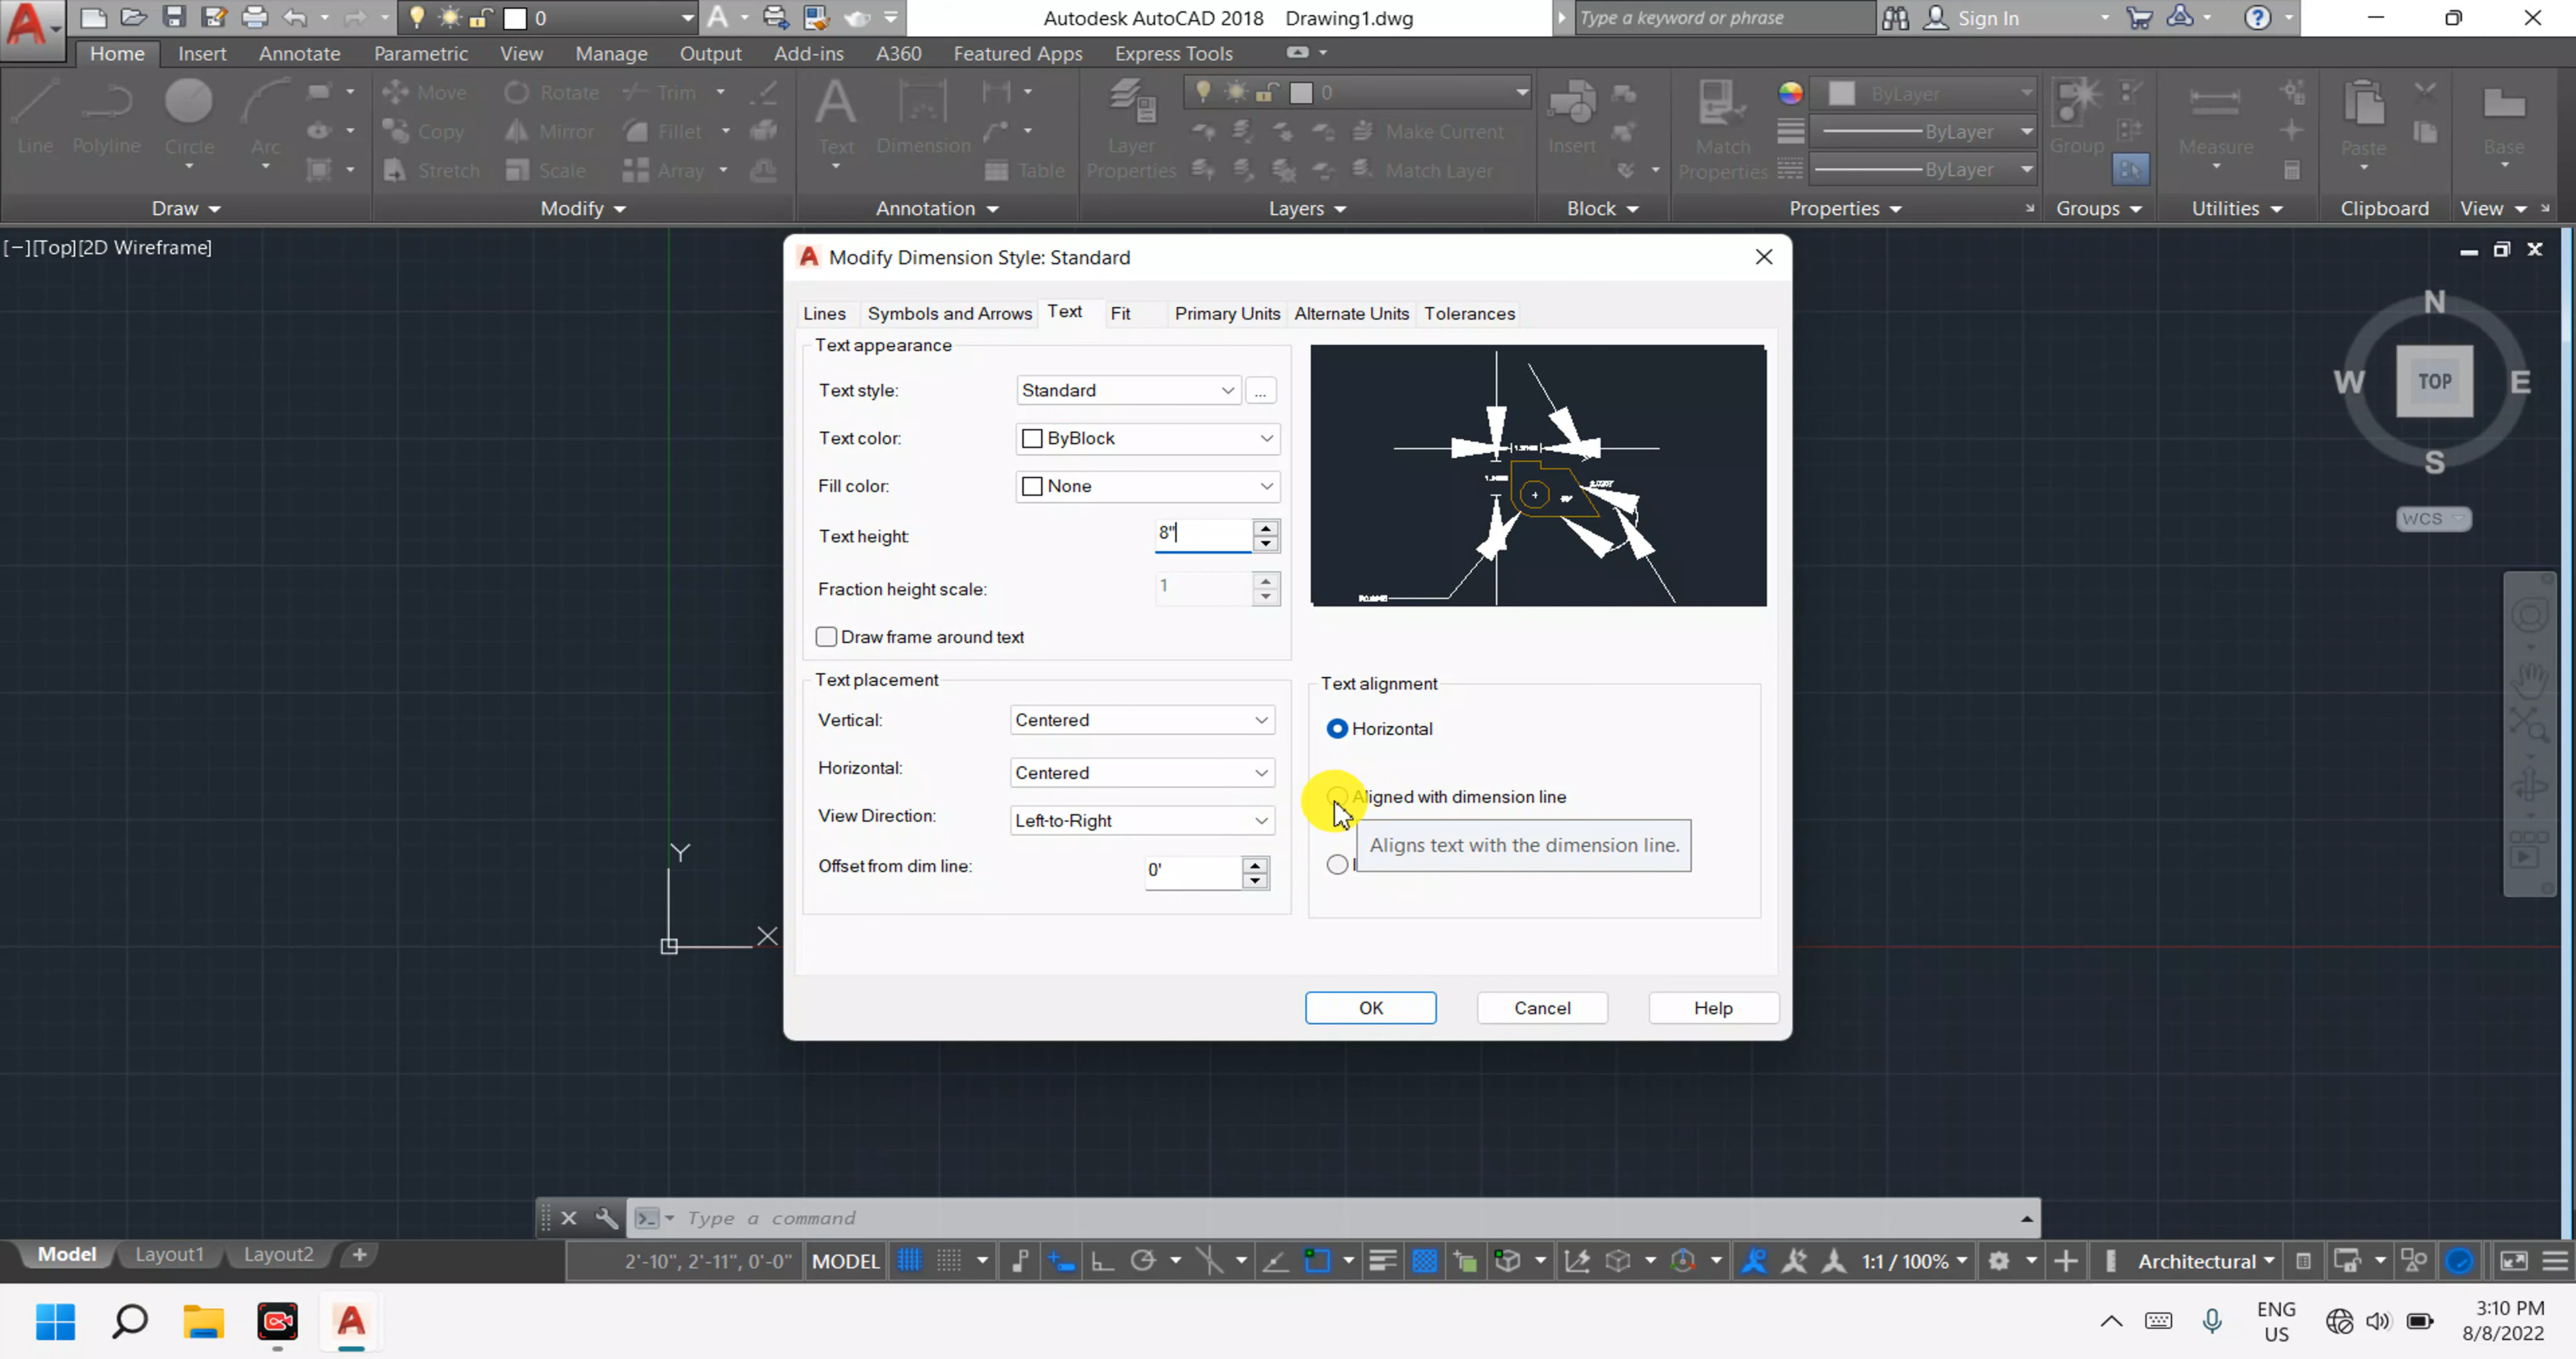 0
Autodesk AutoCAD 2018 Drawing1.dwg
Type a keyword or phrase
Sign In
Home Insert Annotate Parametric View Manage Output Add-ins A360 Featured Apps Express Tools
Move Rotate Trim
0
ByLayer
Copy Mirror Fillet
Make Current
ByLayer
Line Polyline Circle Arc
Text Dimension
Insert
Group Measure Paste Base
Stretch Scale Array
Table
Layer Properties
Match Layer
Match Properties
ByLayer
Draw Modify Annotation Layers Block Properties Groups Utilities Clipboard View
[−][Top][2D Wireframe]
Modify Dimension Style: Standard
Lines Symbols and Arrows Text Fit Primary Units Alternate Units Tolerances
Text appearance
Text style: Standard ...
Text color: ByBlock
Fill color: None
Text height: 8"
Fraction height scale: 1
Draw frame around text
Text placement
Vertical: Centered
Horizontal: Centered
View Direction: Left-to-Right
Offset from dim line: 0'
Text alignment
Horizontal
Aligned with dimension line
Aligns text with the dimension line.
OK Cancel Help
N
W TOP E
S
WCS
Y
X
Type a command
Model Layout1 Layout2
2'-10", 2'-11", 0'-0" MODEL
1:1 / 100%
Architectural
ENG
US
3:10 PM
8/8/2022